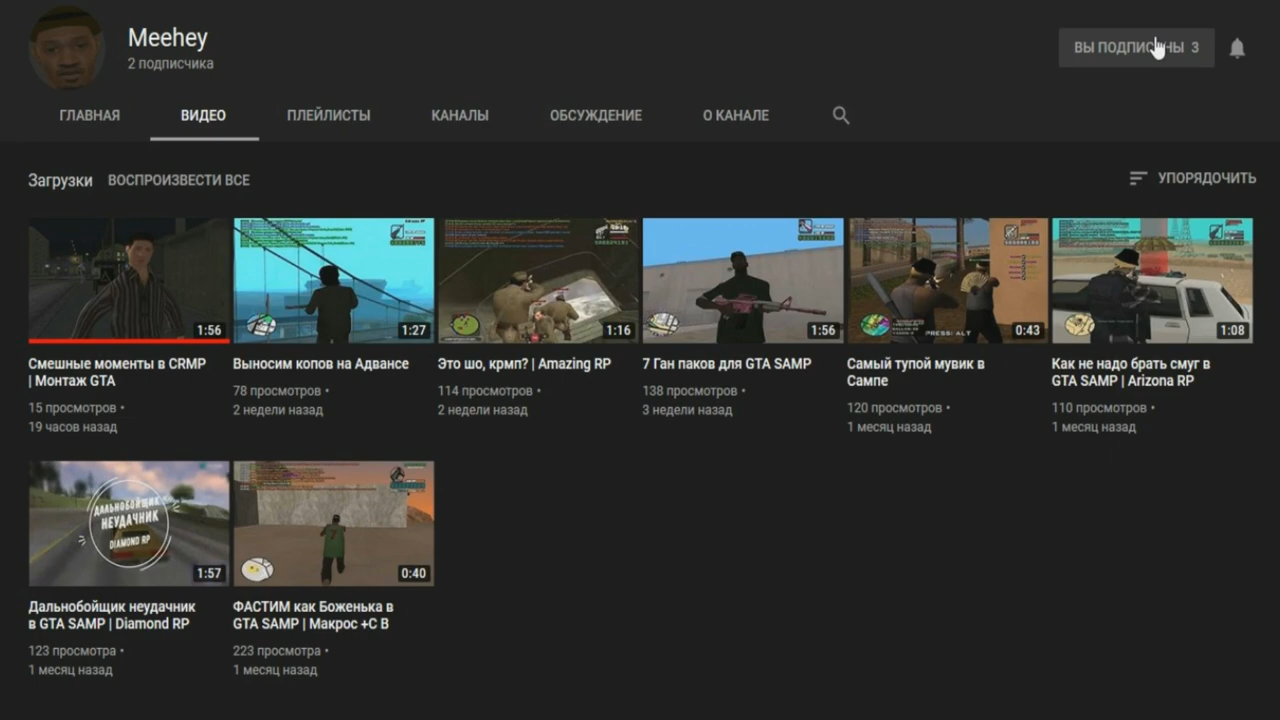 Meehey
2 подписчика
ВЫ ПОДПИСАНЫ 3
ГЛАВНАЯ
ВИДЕО
ПЛЕЙЛИСТЫ
КАНАЛЫ
ОБСУЖДЕНИЕ
О КАНАЛЕ
Загрузки
ВОСПРОИЗВЕСТИ ВСЕ
УПОРЯДОЧИТЬ
1:56
1:27
1:16
1:56
PRESS ALT
0:43
1:08
Смешные моменты в CRMP
| Монтаж GTA
15 просмотров •
19 часов назад
Выносим копов на Адвансе
78 просмотров •
2 недели назад
Это шо, крмп? | Amazing RP
114 просмотров •
2 недели назад
7 Ган паков для GTA SAMP
138 просмотров •
3 недели назад
Самый тупой мувик в
Сампе
120 просмотров •
1 месяц назад
Как не надо брать смуг в
GTA SAMP | Arizona RP
110 просмотров •
1 месяц назад
ДАЛЬНОБОЙЩИК
НЕУДАЧНИК
DIAMOND RP
1:57
0:40
Дальнобойщик неудачник
в GTA SAMP | Diamond RP
123 просмотра •
1 месяц назад
ФАСТИМ как Боженька в
GTA SAMP | Макрос +C B
223 просмотра •
1 месяц назад